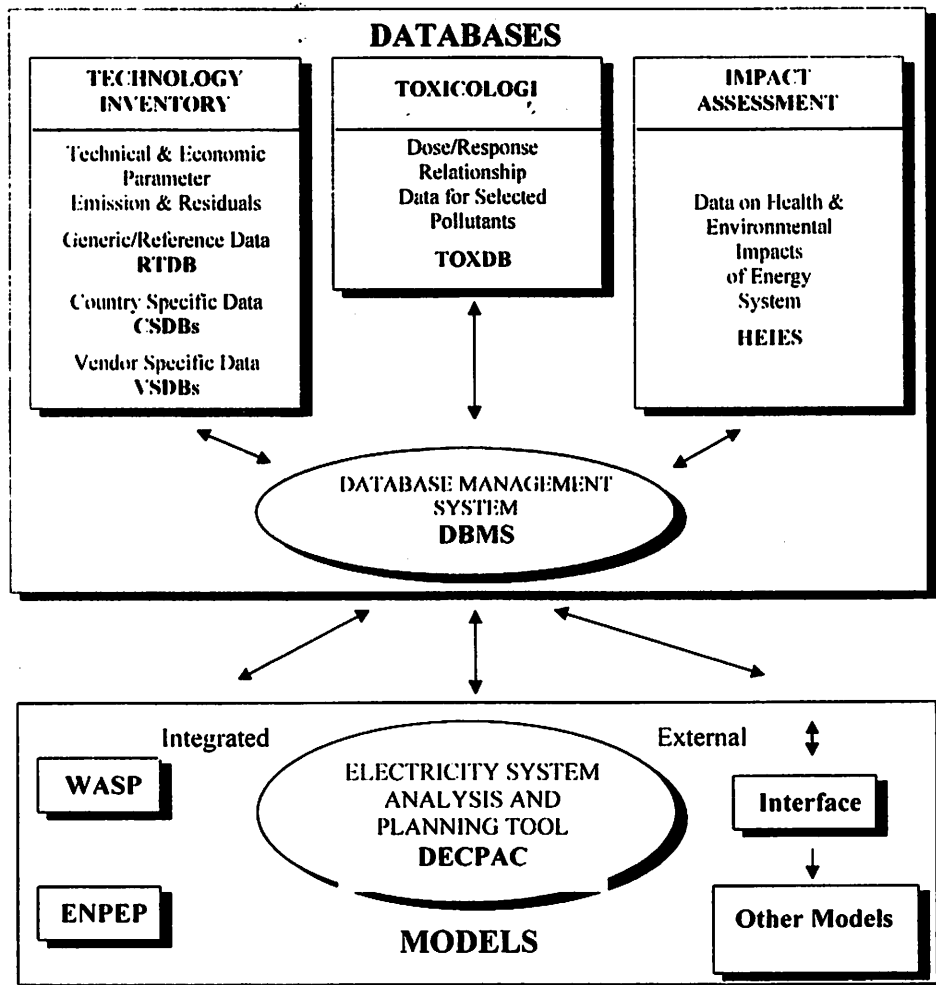 DATABASES
TECHNOLOGY
INVENTORY
Technical & Economic
Parameter
Emission & Residuals
Generic/Reference Data
RTDB
Country Specific Data
CSDBs
Vendor Specific Data
VSDBs
TOXICOLOGI
Dose/Response
Relationship
Data for Selected
Pollutants
TOXDB
IMPACT
ASSESSMENT
Data on Health &
Environmental
Impacts
of Energy
System
HEIES
DATABASE MANAGEMENT
SYSTEM
DBMS
Integrated
WASP
ENPEP
ELECTRICITY SYSTEM
ANALYSIS AND
PLANNING TOOL
DECPAC
MODELS
External
Interface
Other Models